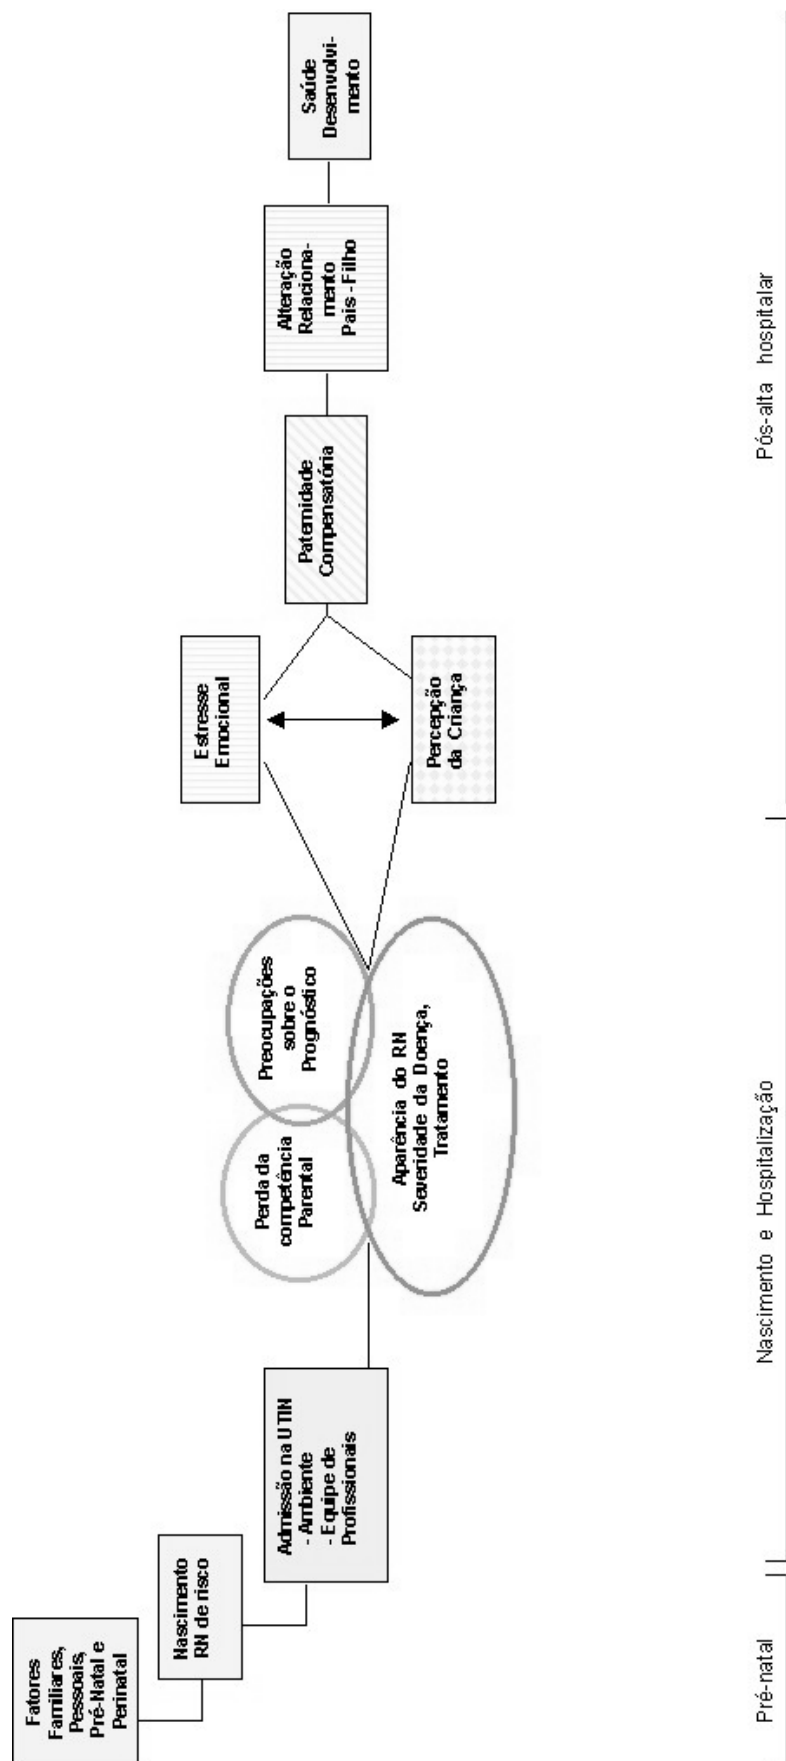 Fatores
Familiares,
Pessoais,
Pré-Natal e
Perinatal
Nascimento
RN de risco
Admissão na UTIN
- Ambiente
- Equipe de
Profissionais
Perda da
competência
Parental
Preocupações
sobre o
Prognóstico
Aparência do RN
Severidade da Doença,
Tratamento
Estresse
Emocional
Percepção
da Criança
Paternidade
Compensatória
Alteração
Relaciona-
mento
Pais - Filho
Saúde
Desenvolvi-
mento
Pré-natal
Nascimento e Hospitalização
Pós-alta hospitalar